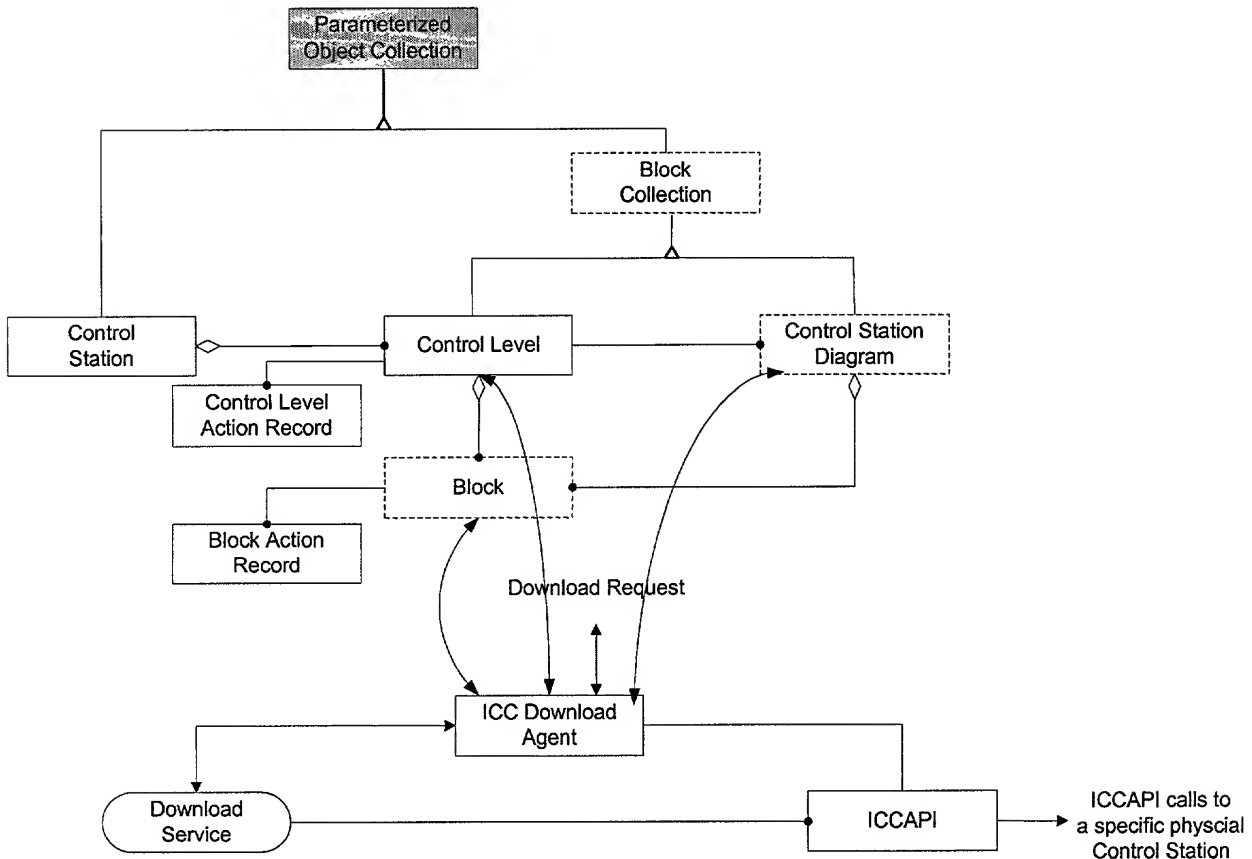 Parameterized
Object Collection
Block
Collection
Control
Station
Control Level
Control Station
Diagram
Control Level
Action Record
Block
Block Action
Record
Download Request
ICC Download
Agent
Download
Service
ICCAPI
ICCAPI calls to
a specific physcial
Control Station